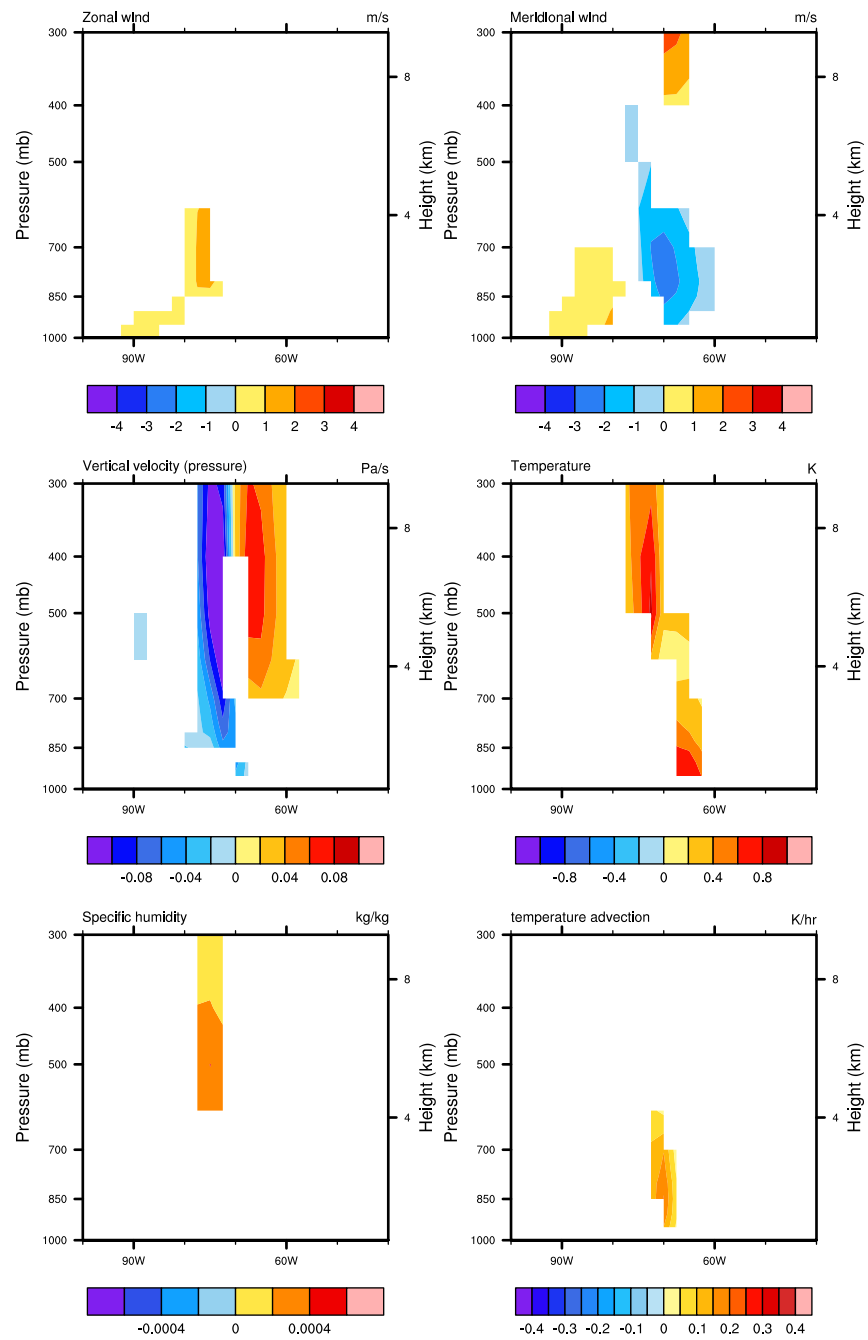 Zonal wind m/s
300
400
500
700
850
1000
Pressure (mb)
8
4
Height (km)
90W 60W
-4 -3 -2 -1 0 1 2 3 4
Meridional wind m/s
300
400
500
700
850
1000
Pressure (mb)
8
4
Height (km)
90W 60W
-4 -3 -2 -1 0 1 2 3 4
Vertical velocity (pressure) Pa/s
300
400
500
700
850
1000
Pressure (mb)
8
4
Height (km)
90W 60W
-0.08 -0.04 0 0.04 0.08
Temperature K
300
400
500
700
850
1000
Pressure (mb)
8
4
Height (km)
90W 60W
-0.8 -0.4 0 0.4 0.8
Specific humidity kg/kg
300
400
500
700
850
1000
Pressure (mb)
8
4
Height (km)
90W 60W
-0.0004 0 0.0004
temperature advection K/hr
300
400
500
700
850
1000
Pressure (mb)
8
4
Height (km)
90W 60W
-0.4 -0.3 -0.2 -0.1 0 0.1 0.2 0.3 0.4